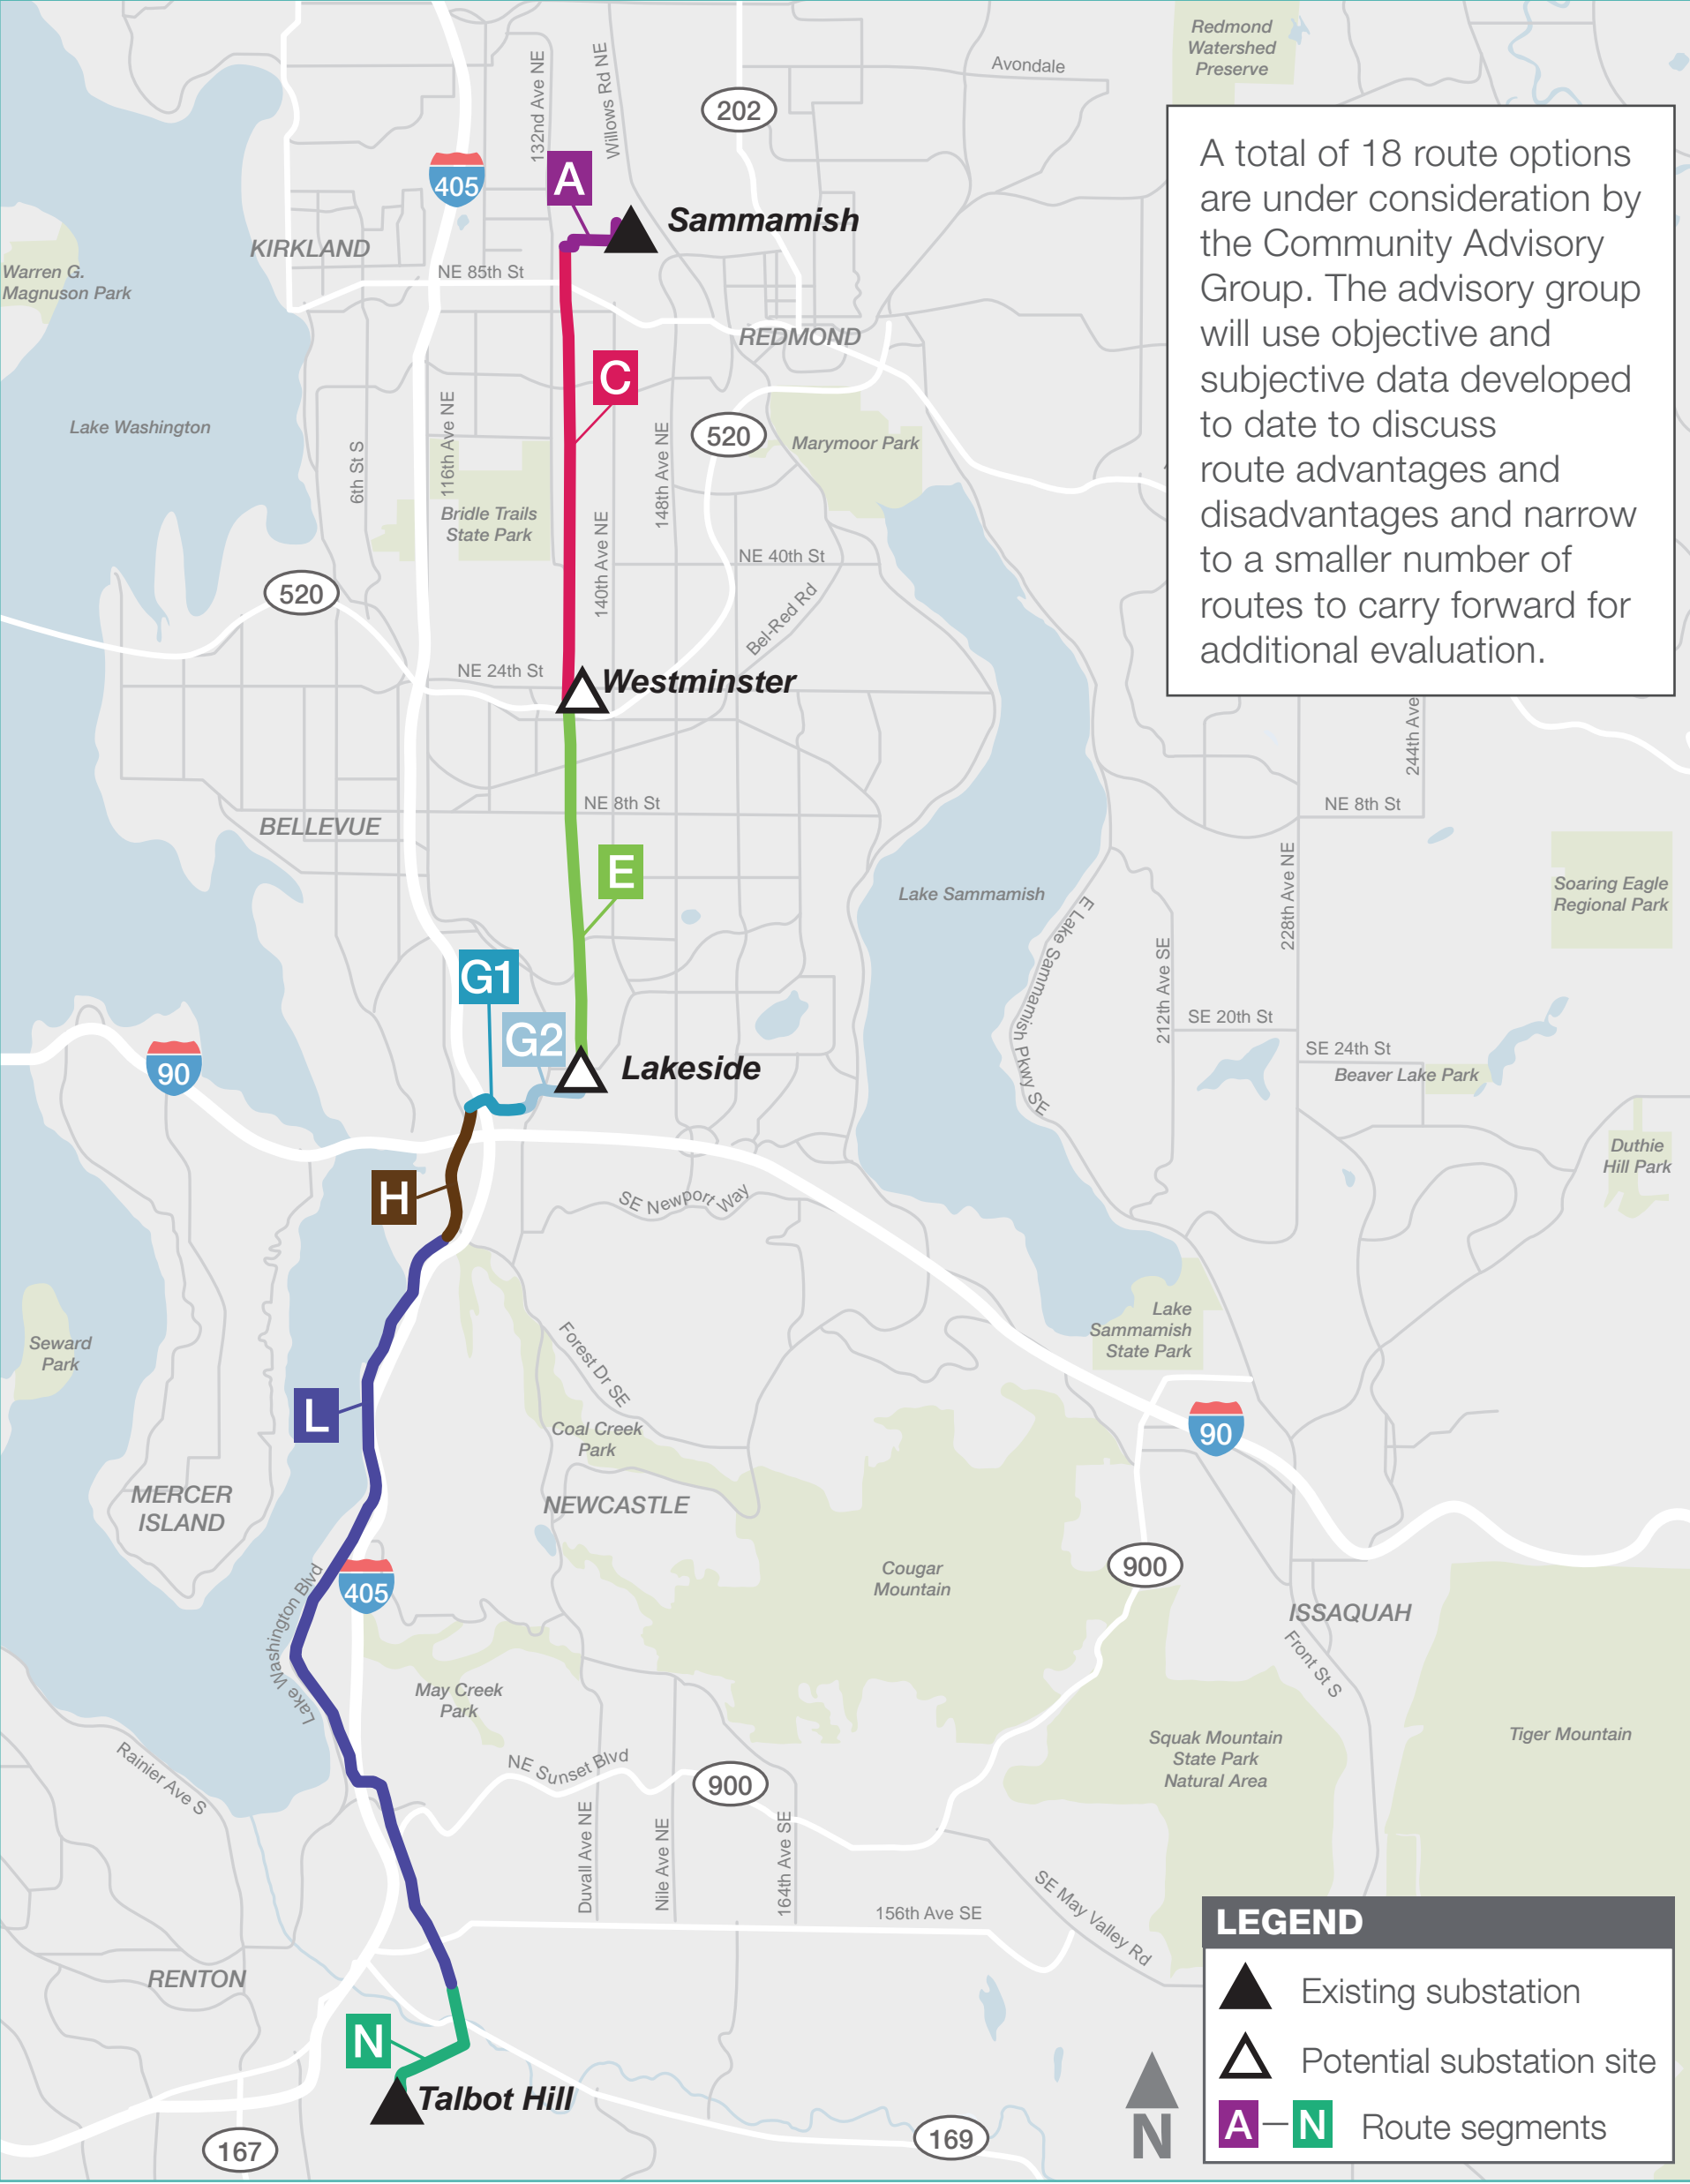 Redmond
Watershed
Preserve
Avondale
132nd Ave NE
Willows Rd NE
202
A total of 18 route options
are under consideration by
the Community Advisory
Group. The advisory group
will use objective and
subjective data developed
to date to discuss
route advantages and
disadvantages and narrow
to a smaller number of
routes to carry forward for
additional evaluation.
405
A
Sammamish
KIRKLAND
Warren G.
Magnuson Park
NE 85th St
REDMOND
C
Lake Washington
6th St S
116th Ave NE
148th Ave NE
520
Marymoor Park
Bridle Trails
State Park
140th Ave NE
NE 40th St
520
Bel-Red Rd
NE 24th St
Westminster
244th Ave
NE 8th St
NE 8th St
BELLEVUE
E
Lake Sammamish
E Lake Sammamish Pkwy SE
228th Ave NE
Soaring Eagle
Regional Park
212th Ave SE
G1
G2
SE 20th St
SE 24th St
Beaver Lake Park
90
Lakeside
Duthie
Hill Park
H
SE Newport Way
Seward
Park
Lake
Sammamish
State Park
Forest Dr SE
L
Coal Creek
Park
90
MERCER
ISLAND
NEWCASTLE
Cougar
Mountain
900
405
Lake Washington Blvd
ISSAQUAH
Front St S
May Creek
Park
Squak Mountain
State Park
Natural Area
Tiger Mountain
Rainier Ave S
NE Sunset Blvd
900
Duvall Ave NE
Nile Ave NE
164th Ave SE
SE May Valley Rd
156th Ave SE
RENTON
N
Talbot Hill
167
169
N
LEGEND
Existing substation
Potential substation site
A – N Route segments